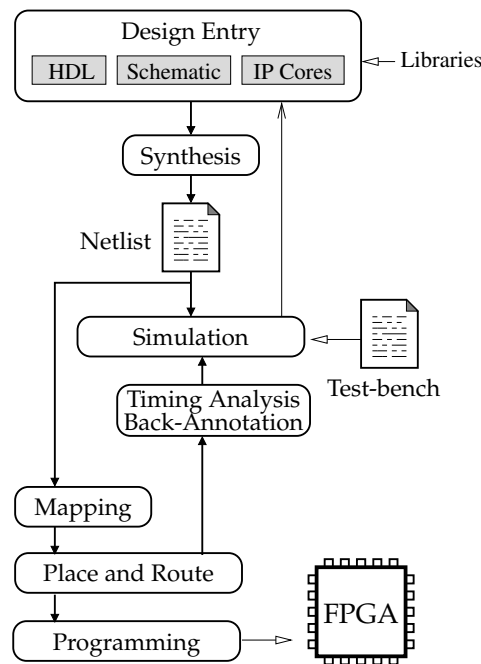 Design Entry
HDL Schematic IP Cores
Libraries
Synthesis
Netlist
Simulation
Test-bench
Timing Analysis
Back-Annotation
Mapping
Place and Route
FPGA
Programming